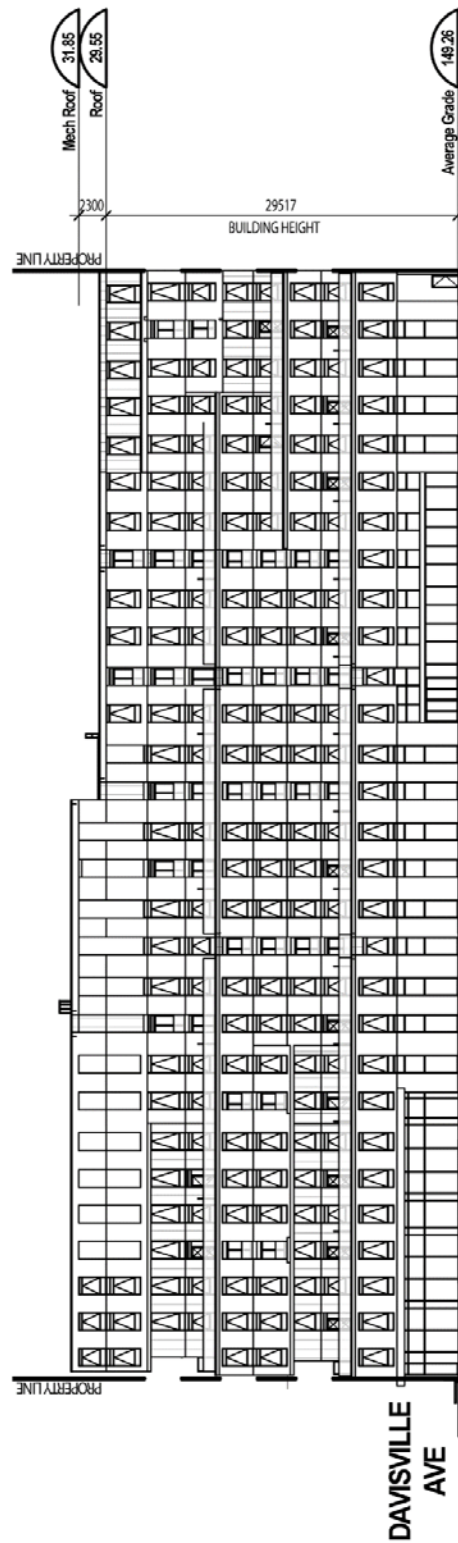 Mech Roof
31.85
Roof
29.55
Average Grade
149.26
2300
29517
BUILDING HEIGHT
PROPERTY LINE
PROPERTY LINE
DAVISVILLE
AVE